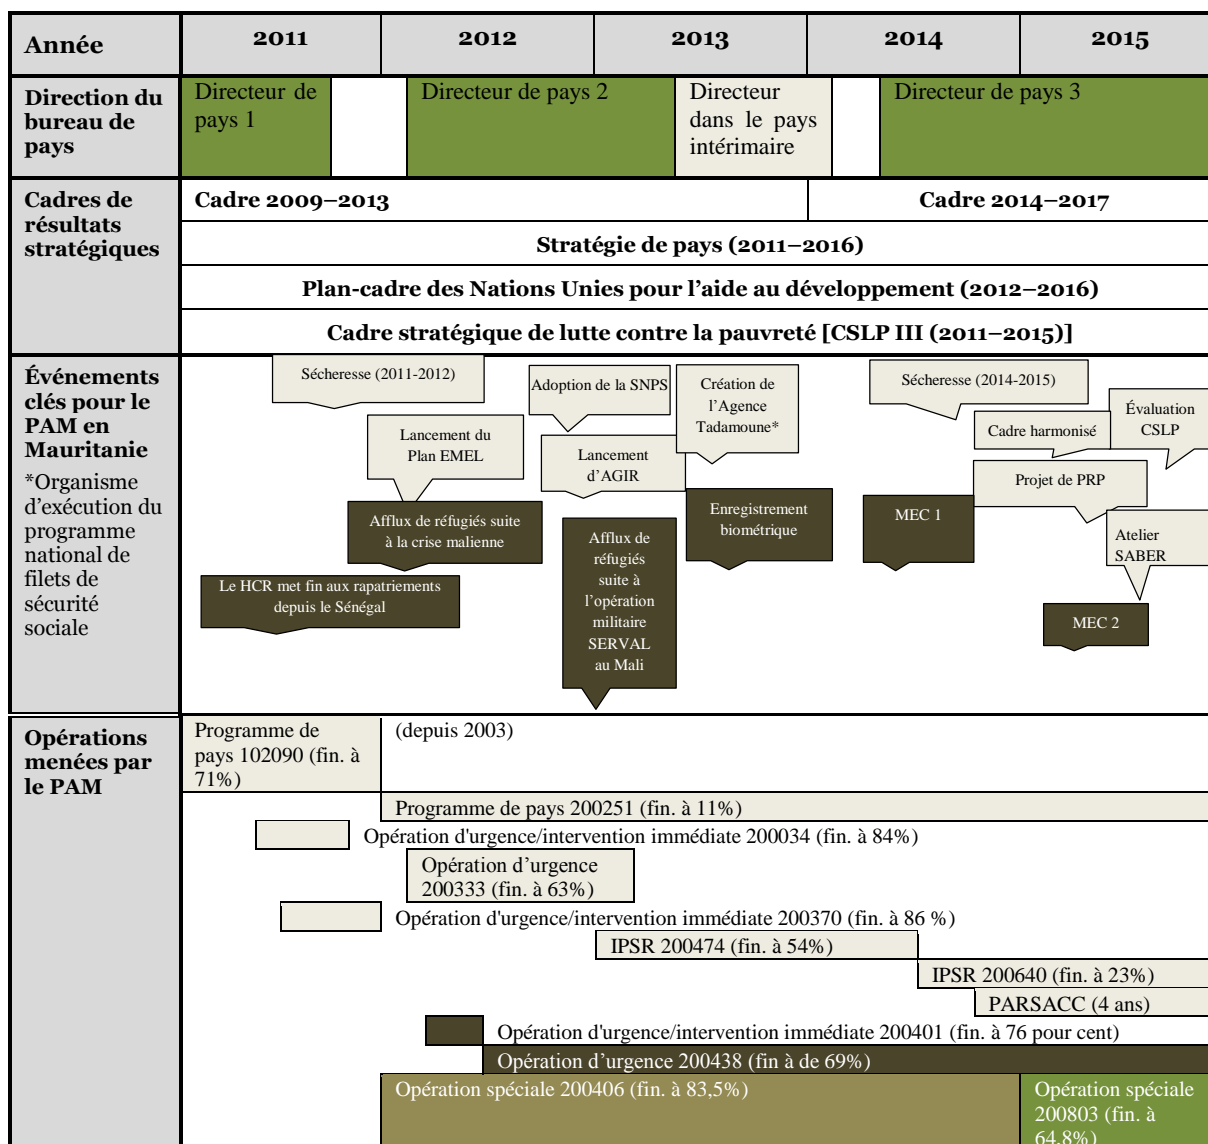 Année
2011
2012
2013
2014
2015
Direction du
bureau de
pays
Directeur de
pays 1
Directeur de pays 2
Directeur
dans le pays
intérimaire
Directeur de pays 3
Cadres de
résultats
stratégiques
Cadre 2009–2013
Cadre 2014–2017
Stratégie de pays (2011–2016)
Plan-cadre des Nations Unies pour l’aide au développement (2012–2016)
Cadre stratégique de lutte contre la pauvreté [CSLP III (2011–2015)]
Événements
clés pour le
PAM en
Mauritanie
*Organisme
d’exécution du
programme
national de
filets de
sécurité
sociale
Sécheresse (2011-2012)
Adoption de la SNPS
Création de
l’Agence
Tadamoune*
Sécheresse (2014-2015)
Évaluation
CSLP
Lancement du
Plan EMEL
Lancement
d’AGIR
Cadre harmonisé
Projet de PRP
Afflux de réfugiés suite
à la crise malienne
Enregistrement
biométrique
MEC 1
Afflux de
réfugiés
suite à
l’opération
militaire
SERVAL
au Mali
Atelier
SABER
Le HCR met fin aux rapatriements
depuis le Sénégal
MEC 2
Opérations
menées par
le PAM
Programme de
pays 102090 (fin. à
71%)
(depuis 2003)
Programme de pays 200251 (fin. à 11%)
Opération d'urgence/intervention immédiate 200034 (fin. à 84%)
Opération d’urgence
200333 (fin. à 63%)
Opération d'urgence/intervention immédiate 200370 (fin. à 86 %)
IPSR 200474 (fin. à 54%)
IPSR 200640 (fin. à 23%)
PARSACC (4 ans)
Opération d'urgence/intervention immédiate 200401 (fin. à 76 pour cent)
Opération d’urgence 200438 (fin à de 69%)
Opération spéciale 200406 (fin. à 83,5%)
Opération spéciale
200803 (fin. à
64,8%)